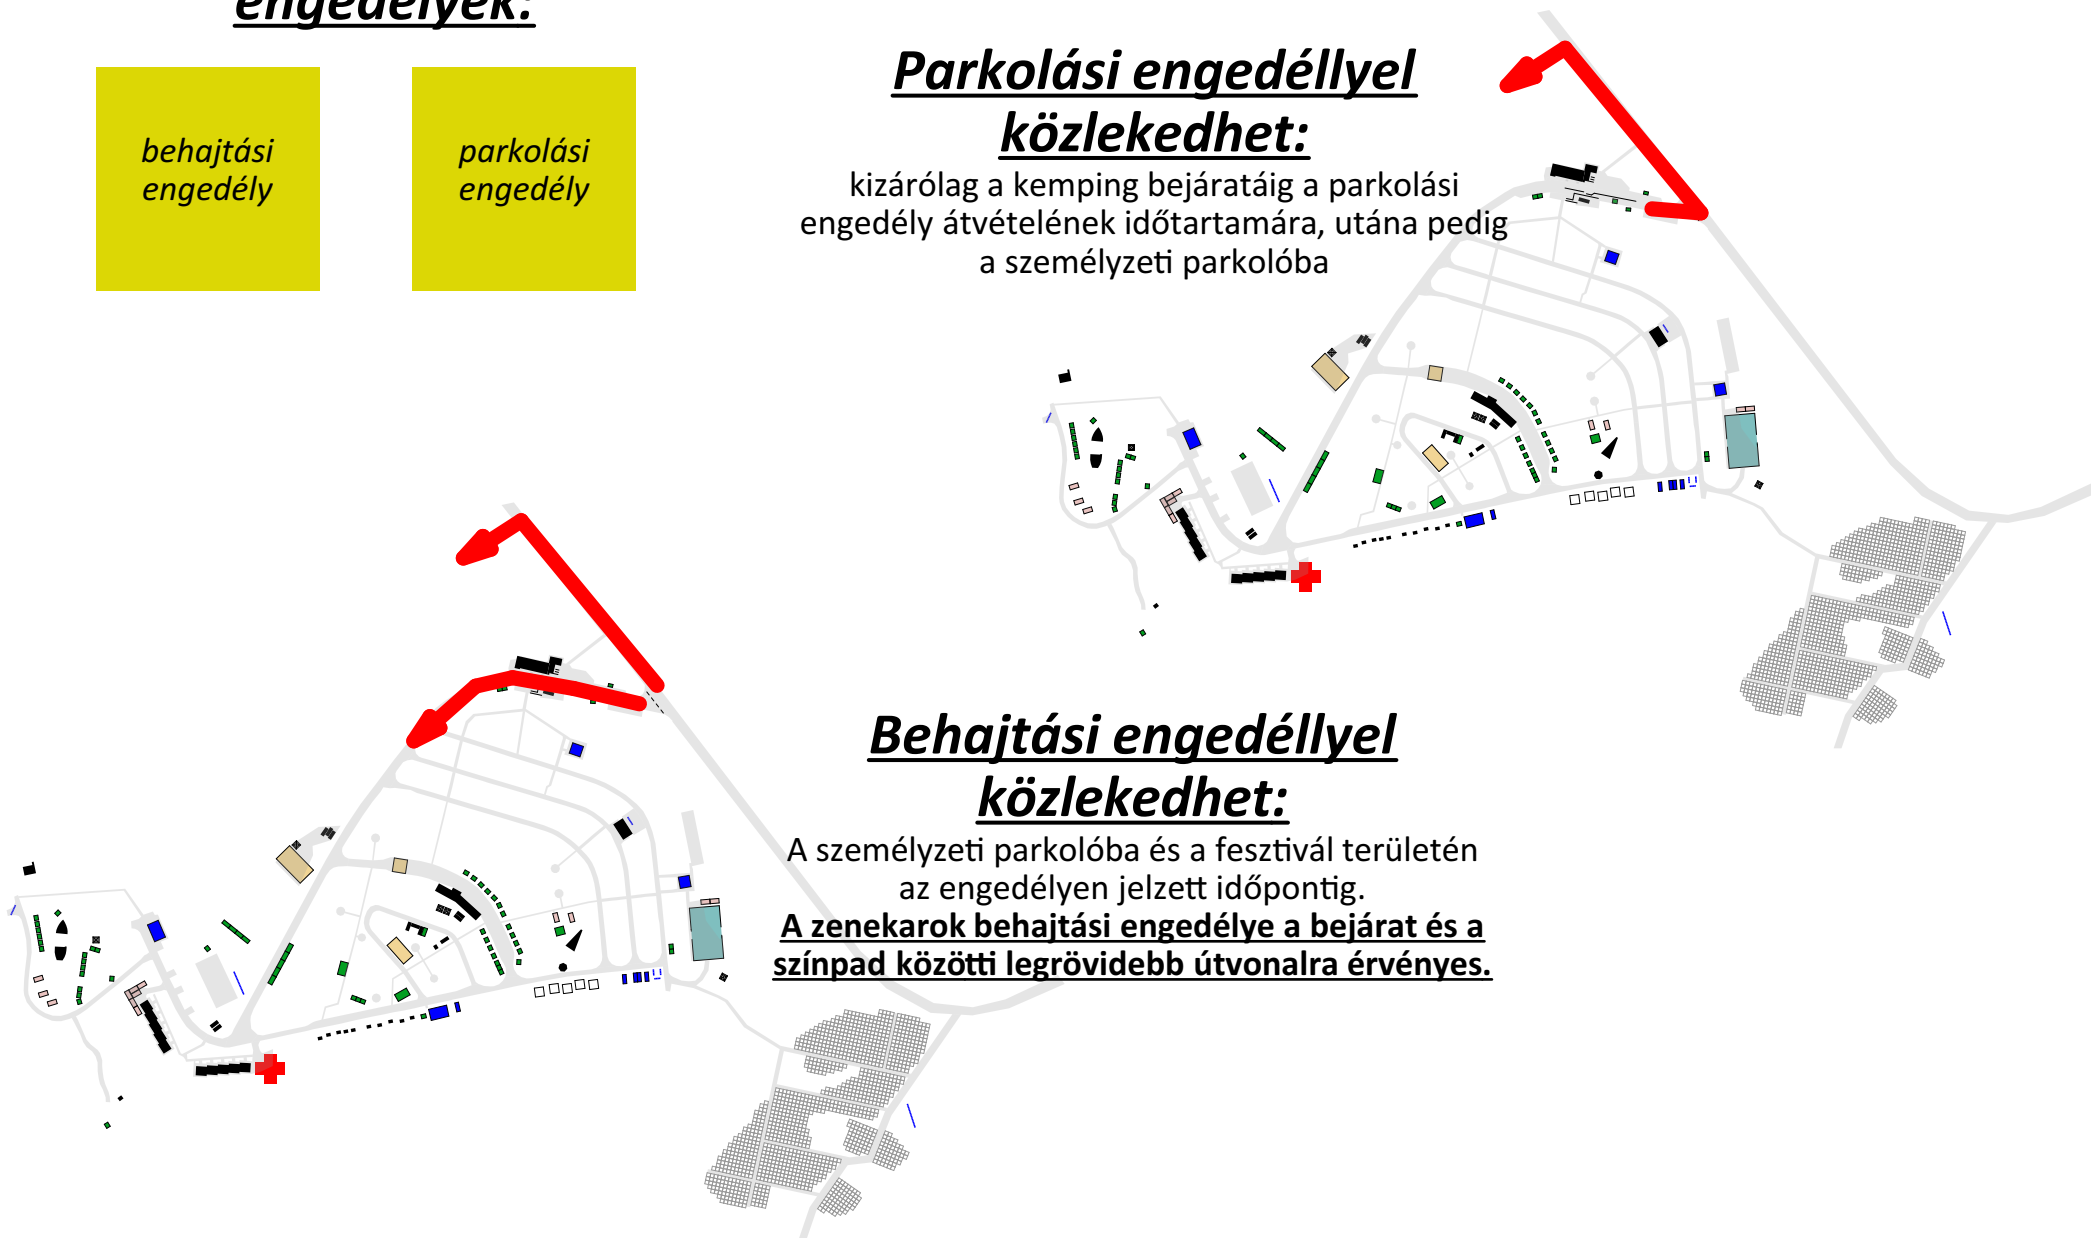 engedélyek:
behajtási
engedély
parkolási
engedély
Parkolási engedéllyel
közlekedhet:
kizárólag a kemping bejáratáig a parkolási
engedély átvételének időtartamára, utána pedig
a személyzeti parkolóba
Behajtási engedéllyel
közlekedhet:
A személyzeti parkolóba és a fesztivál területén
az engedélyen jelzett időpontig.
A zenekarok behajtási engedélye a bejárat és a
színpad közötti legrövidebb útvonalra érvényes.